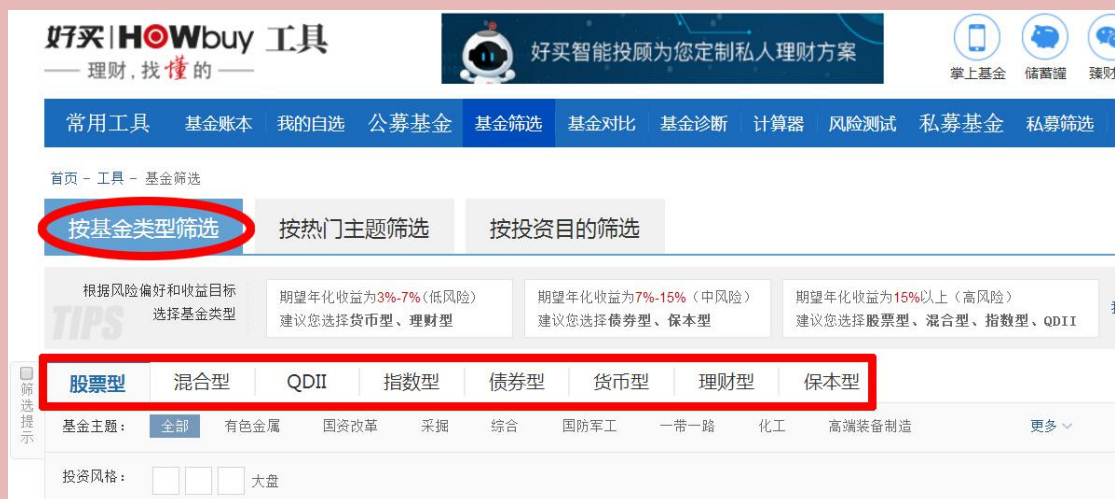 好买|HOWbuy 工具
理财,找懂的
好买智能投顾为您定制私人理财方案
掌上基金 储蓄罐 臻财
常用工具 基金账本 我的自选 公募基金 基金筛选 基金对比 基金诊断 计算器 风险测试 私募基金 私募筛选
首页 - 工具 - 基金筛选
按基金类型筛选 按热门主题筛选 按投资目的筛选
TIPS
根据风险偏好和收益目标
选择基金类型
期望年化收益为3%-7%(低风险)
建议您选择货币型、理财型
期望年化收益为7%-15%(中风险)
建议您选择债券型、保本型
期望年化收益为15%以上(高风险)
建议您选择股票型、混合型、指数型、QDII
筛选提示
股票型 混合型 QDII 指数型 债券型 货币型 理财型 保本型
基金主题: 全部 有色金属 国资改革 采掘 综合 国防军工 一带一路 化工 高端装备制造 更多
投资风格: 大盘